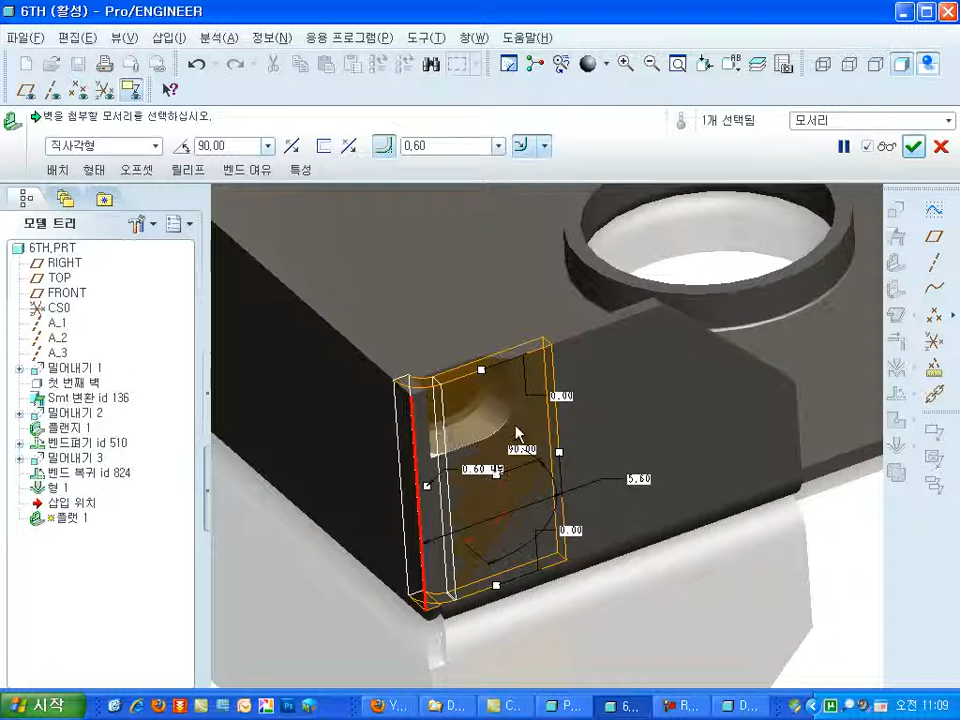 6TH (활성) - Pro/ENGINEER
파일(F) 편집(E) 뷰(V) 삽입(I) 분석(A) 정보(N) 응용 프로그램(P) 도구(T) 창(W) 도움말(H)
벽을 첨부할 모서리를 선택하십시오.
1개 선택됨
모서리
직사각형
90,00
0,60
배치 형태 오프셋 릴리프 벤드 여유 특성
모델 트리
6TH,PRT
RIGHT
TOP
FRONT
CS0
A_1
A_2
A_3
밀어내기 1
첫 번째 벽
Smt 변환 id 136
밀어내기 2
플랜지 1
벤드펴기 id 510
밀어내기 3
벤드 복귀 id 824
형 1
삽입 위치
플랫 1
0.00
90.00
0.60
5.60
0.00
시작
Y...
D...
C...
P...
6...
R...
D...
오전 11:09